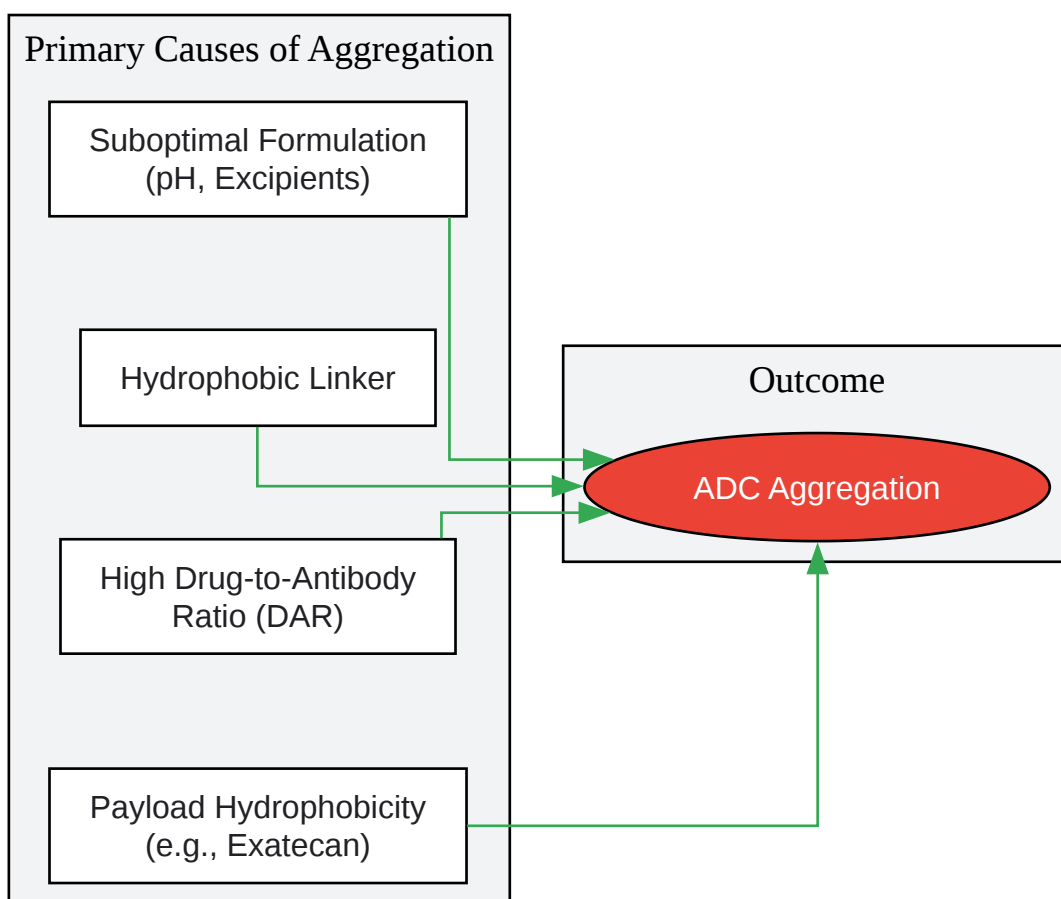 Primary Causes of Aggregation
Suboptimal Formulation
(pH, Excipients)
Hydrophobic Linker
High Drug-to-Antibody
Ratio (DAR)
Payload Hydrophobicity
(e.g., Exatecan)
Outcome
ADC Aggregation